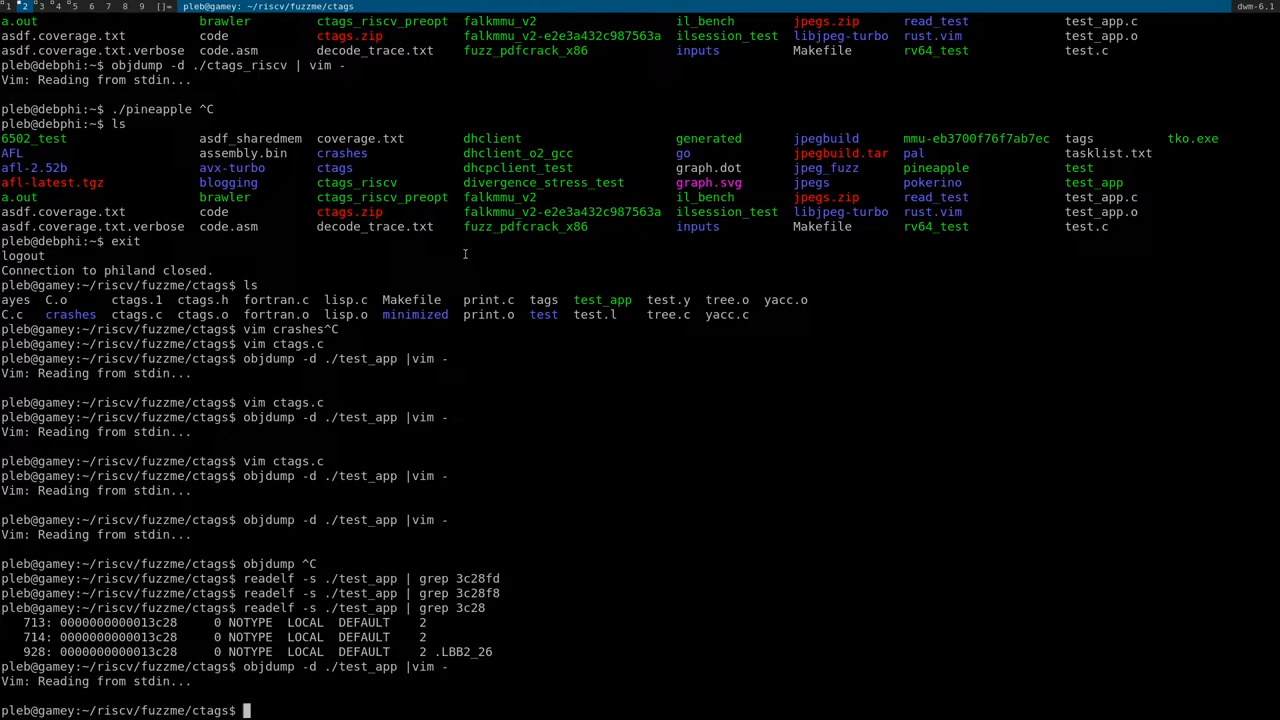 1 2 3 4 5 6 7 8 9 []= pleb@gamey: ~/riscv/fuzzme/ctags dwm-6.1
a.out brawler ctags_riscv_preopt falkmmu_v2 il_bench jpegs.zip read_test test_app.c
asdf.coverage.txt code ctags.zip falkmmu_v2-e2e3a432c987563a ilsession_test libjpeg-turbo rust.vim test_app.o
asdf.coverage.txt.verbose code.asm decode_trace.txt fuzz_pdfcrack_x86 inputs Makefile rv64_test test.c
pleb@debphi:~$ objdump -d ./ctags_riscv | vim -
Vim: Reading from stdin...
pleb@debphi:~$ ./pineapple ^C
pleb@debphi:~$ ls
6502_test asdf_sharedmem coverage.txt dhclient generated jpegbuild mmu-eb3700f76f7ab7ec tags tko.exe
AFL assembly.bin crashes dhclient_o2_gcc go jpegbuild.tar pal tasklist.txt
afl-2.52b avx-turbo ctags dhcpclient_test graph.dot jpeg_fuzz pineapple test
afl-latest.tgz blogging ctags_riscv divergence_stress_test graph.svg jpegs pokerino test_app
a.out brawler ctags_riscv_preopt falkmmu_v2 il_bench jpegs.zip read_test test_app.c
asdf.coverage.txt code ctags.zip falkmmu_v2-e2e3a432c987563a ilsession_test libjpeg-turbo rust.vim test_app.o
asdf.coverage.txt.verbose code.asm decode_trace.txt fuzz_pdfcrack_x86 inputs Makefile rv64_test test.c
pleb@debphi:~$ exit
logout
Connection to philand closed.
pleb@gamey:~/riscv/fuzzme/ctags$ ls
ayes C.o ctags.1 ctags.h fortran.c lisp.c Makefile print.c tags test_app test.y tree.o yacc.o
C.c crashes ctags.c ctags.o fortran.o lisp.o minimized print.o test test.l tree.c yacc.c
pleb@gamey:~/riscv/fuzzme/ctags$ vim crashes^C
pleb@gamey:~/riscv/fuzzme/ctags$ vim ctags.c
pleb@gamey:~/riscv/fuzzme/ctags$ objdump -d ./test_app |vim -
Vim: Reading from stdin...
pleb@gamey:~/riscv/fuzzme/ctags$ vim ctags.c
pleb@gamey:~/riscv/fuzzme/ctags$ objdump -d ./test_app |vim -
Vim: Reading from stdin...
pleb@gamey:~/riscv/fuzzme/ctags$ vim ctags.c
pleb@gamey:~/riscv/fuzzme/ctags$ objdump -d ./test_app |vim -
Vim: Reading from stdin...
pleb@gamey:~/riscv/fuzzme/ctags$ objdump -d ./test_app |vim -
Vim: Reading from stdin...
pleb@gamey:~/riscv/fuzzme/ctags$ objdump ^C
pleb@gamey:~/riscv/fuzzme/ctags$ readelf -s ./test_app | grep 3c28fd
pleb@gamey:~/riscv/fuzzme/ctags$ readelf -s ./test_app | grep 3c28f8
pleb@gamey:~/riscv/fuzzme/ctags$ readelf -s ./test_app | grep 3c28
713: 0000000000013c28 0 NOTYPE LOCAL DEFAULT 2
714: 0000000000013c28 0 NOTYPE LOCAL DEFAULT 2
928: 0000000000013c28 0 NOTYPE LOCAL DEFAULT 2 .LBB2_26
pleb@gamey:~/riscv/fuzzme/ctags$ objdump -d ./test_app |vim -
Vim: Reading from stdin...
pleb@gamey:~/riscv/fuzzme/ctags$